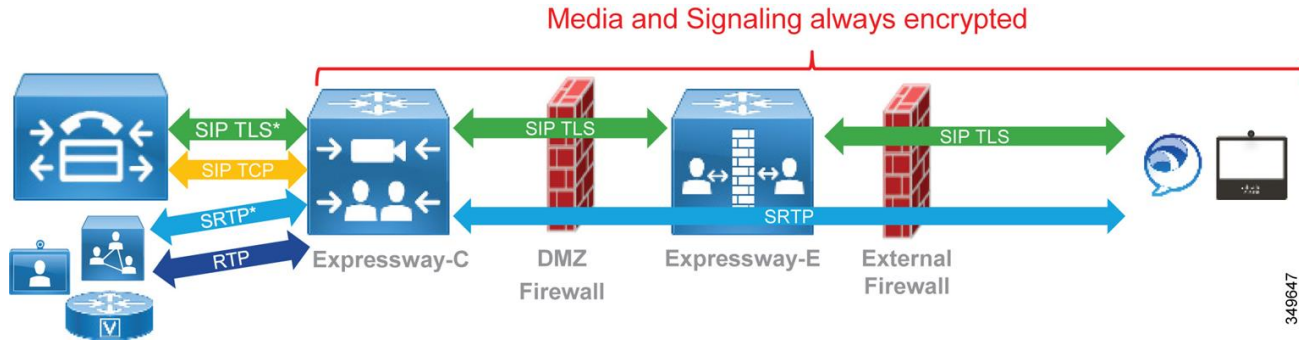 Media and Signaling always encrypted
SIP TLS*
SIP TLS
SIP TLS
SIP TCP
SRTP*
SRTP
RTP
V
Expressway-C
DMZ
Firewall
Expressway-E
External
Firewall
349647